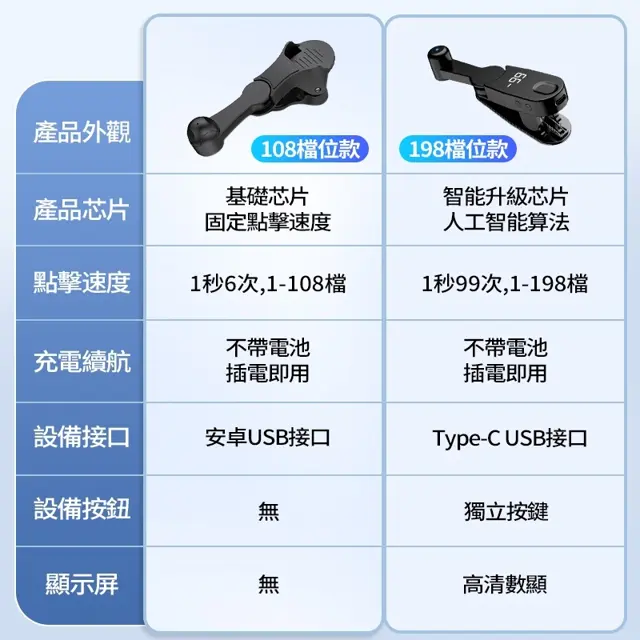 產品外觀
108檔位款
198檔位款
產品芯片
基礎芯片
固定點擊速度
智能升級芯片
人工智能算法
點擊速度
1秒6次,1-108檔
1秒99次,1-198檔
充電續航
不帶電池
插電即用
不帶電池
插電即用
設備接口
安卓USB接口
Type-C USB接口
設備按鈕
無
獨立按鍵
顯示屏
無
高清數顯